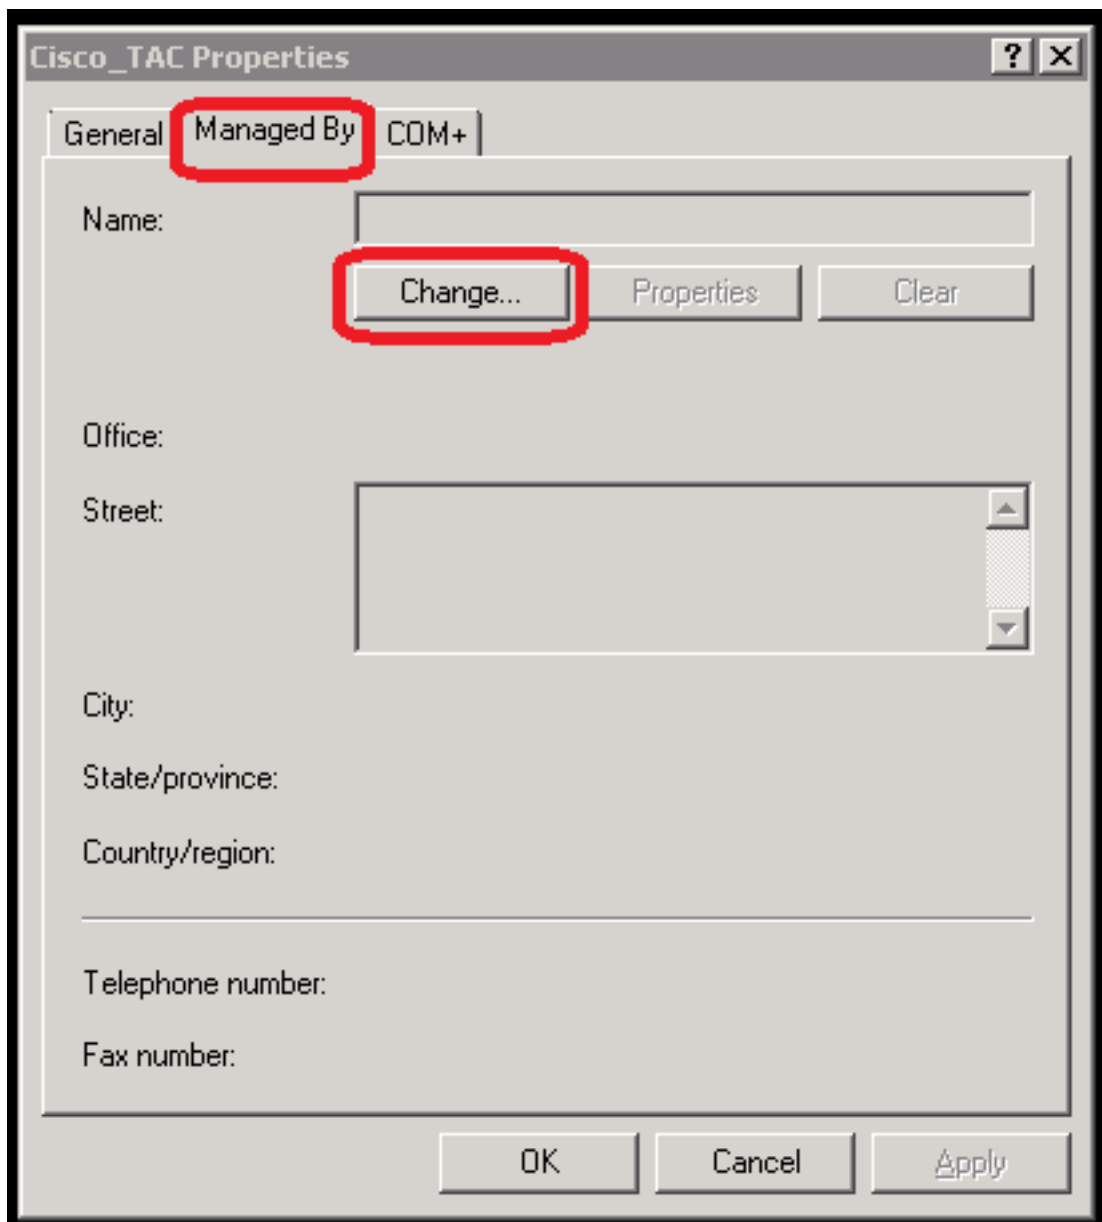 Cisco_TAC Properties ? X
General Managed By COM+
Name:
Change... Properties Clear
Office:
Street:
City:
State/province:
Country/region:
Telephone number:
Fax number:
OK Cancel Apply